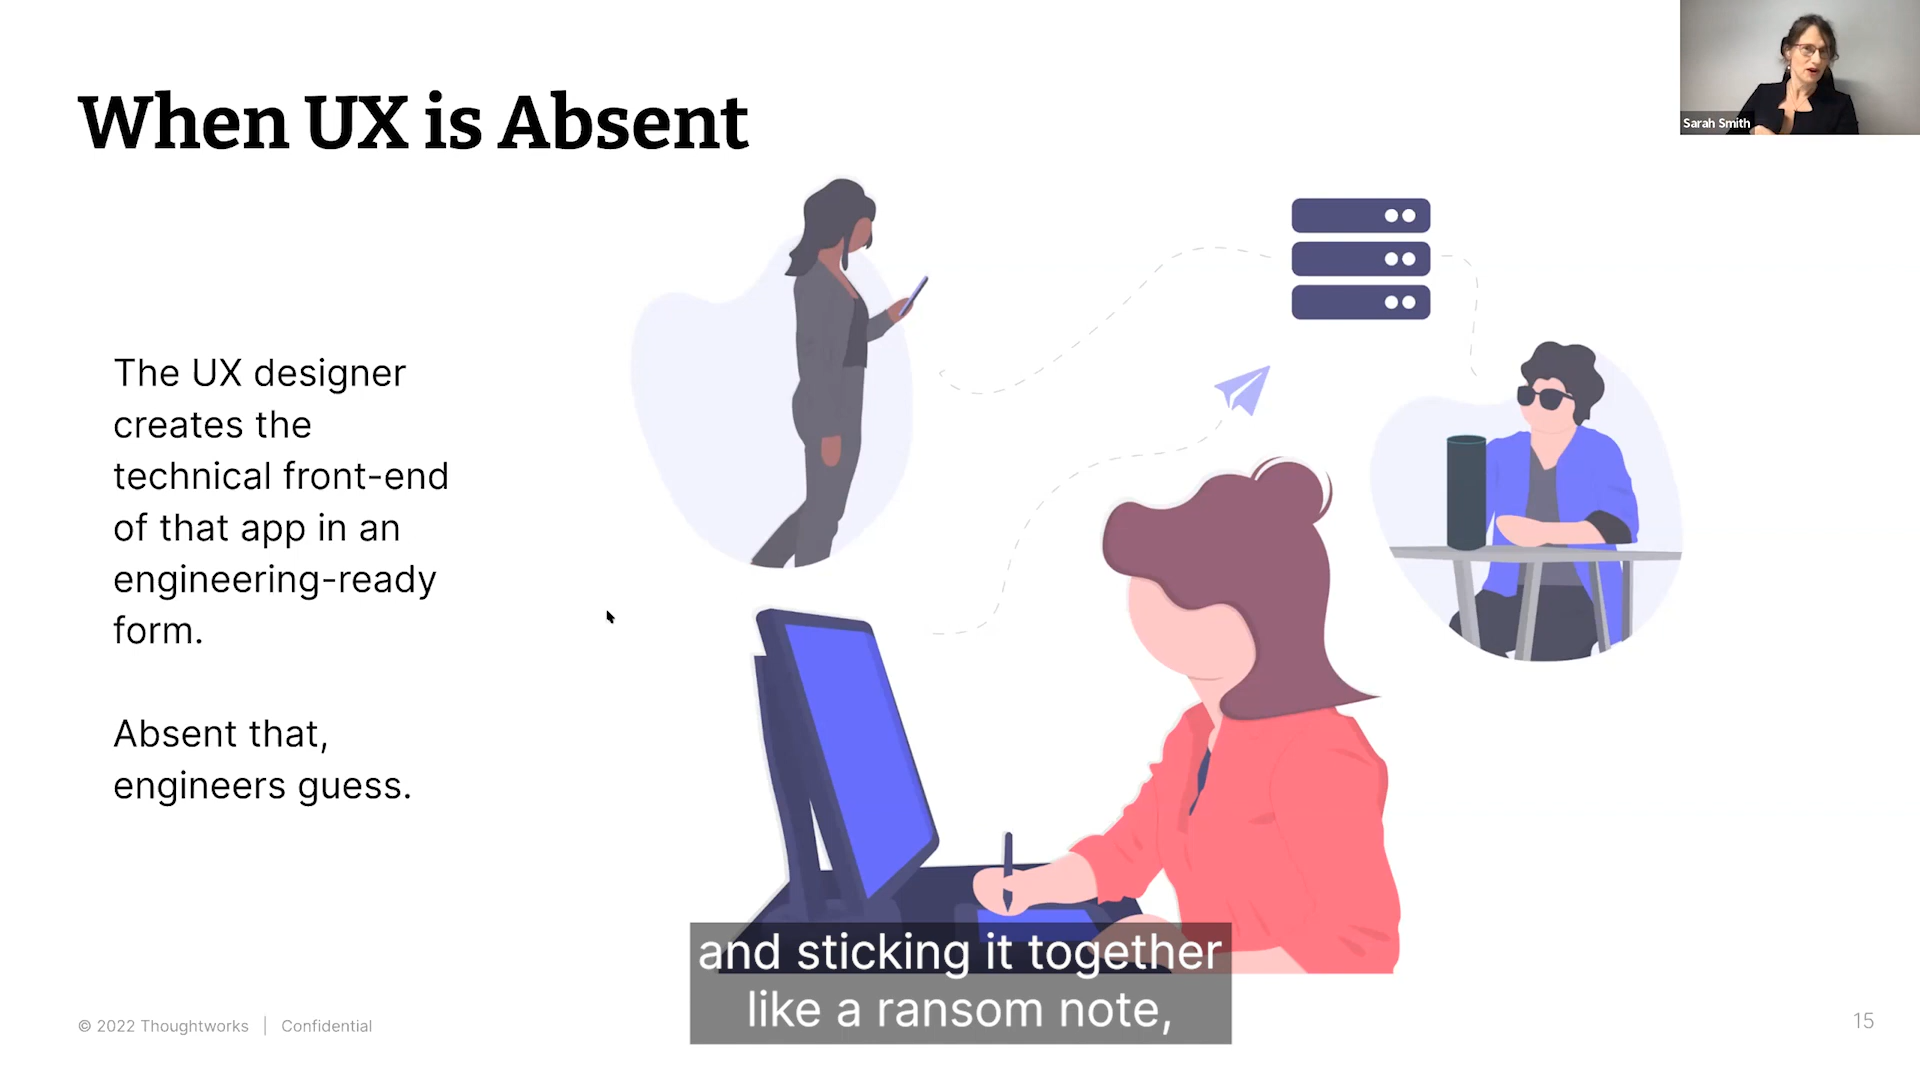 When UX is Absent
Sarah Smith
The UX designer
creates the
technical front-end
of that app in an
engineering-ready
form.
Absent that,
engineers guess.
and sticking it together
like a ransom note,
© 2022 Thoughtworks | Confidential
15